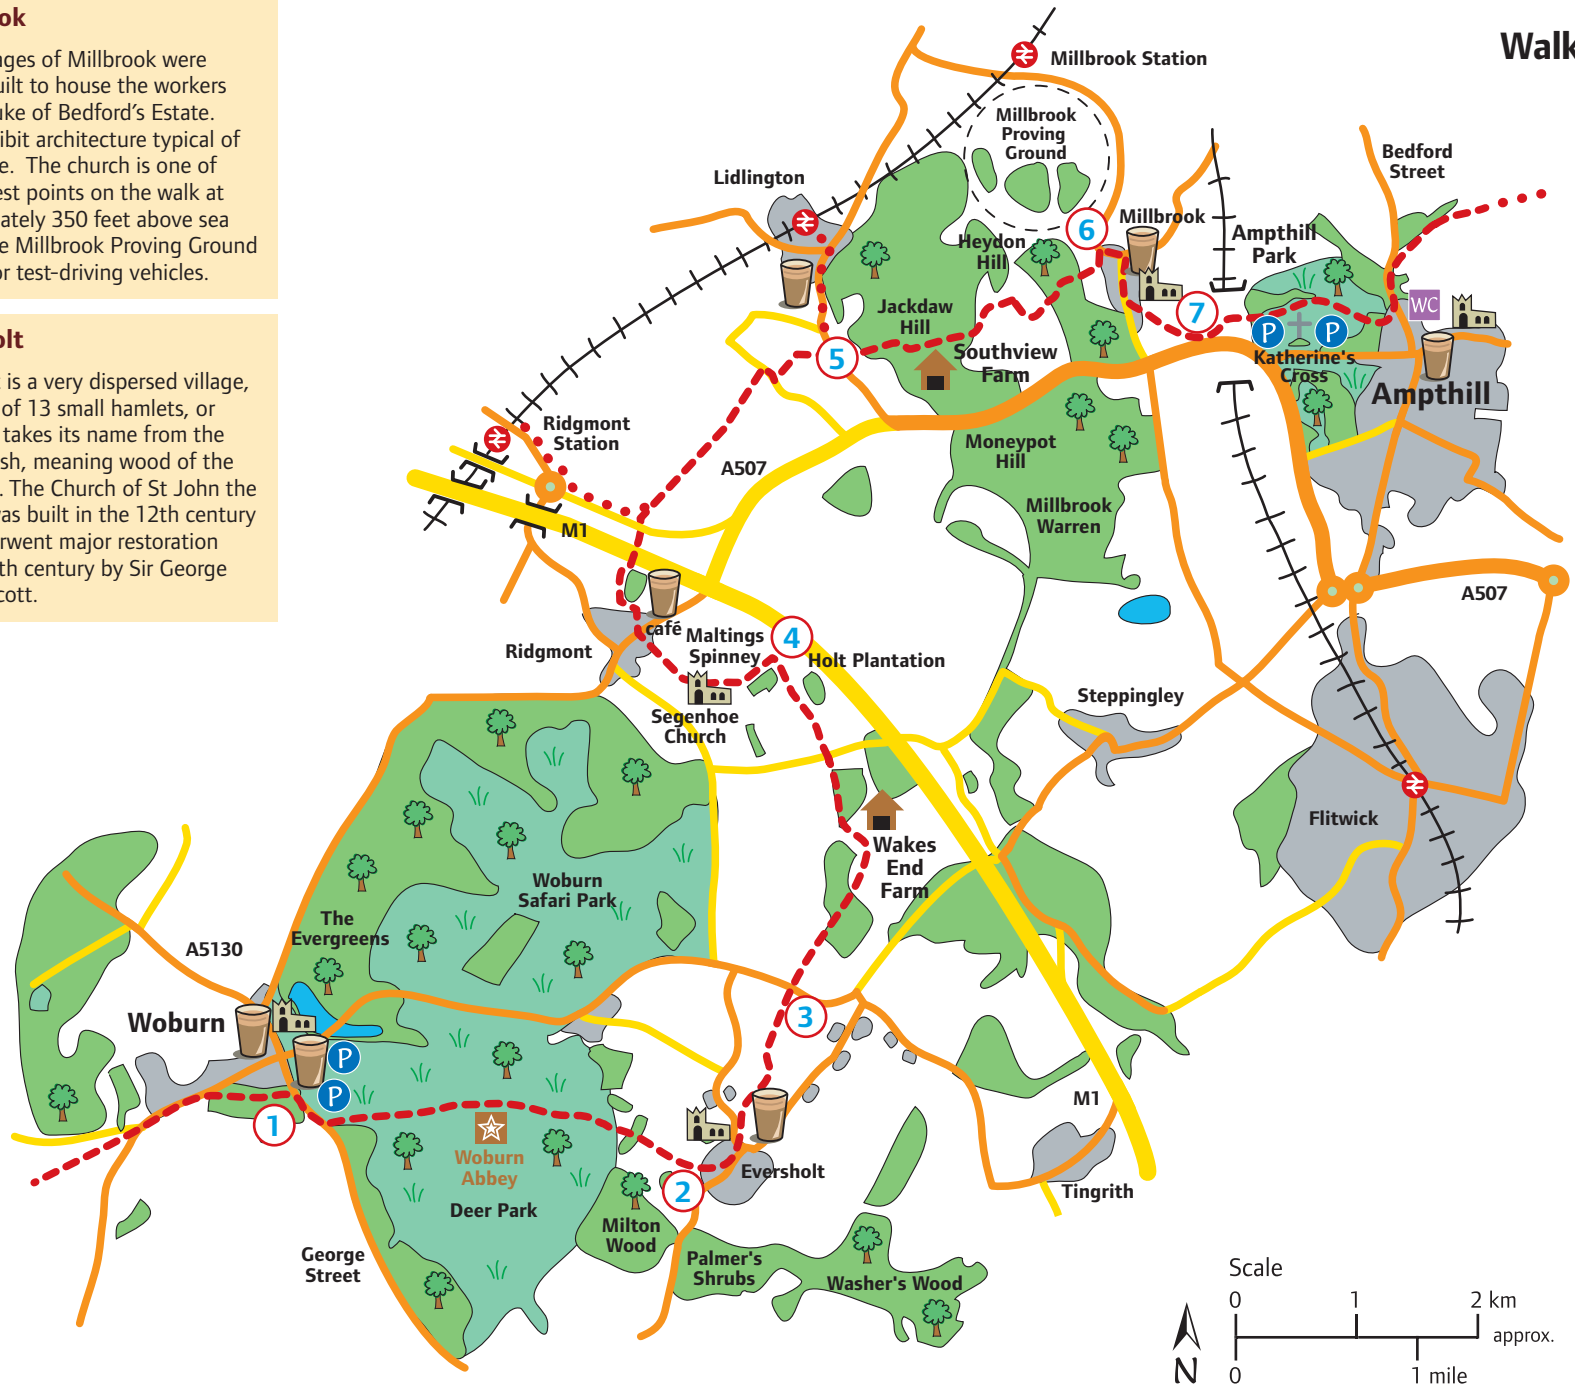 ok
ages of Millbrook were
uilt to house the workers
uke of Bedford's Estate.
hibit architecture typical of
e. The church is one of
est points on the walk at
ately 350 feet above sea
e Millbrook Proving Ground
or test-driving vehicles.
olt
t is a very dispersed village,
of 13 small hamlets, or
takes its name from the
sh, meaning wood of the
. The Church of St John the
was built in the 12th century
erwent major restoration
th century by Sir George
cott.
Walk
Millbrook Station
Millbrook
Proving
Ground
Bedford
Street
Lidlington
6
Millbrook
Ampthill
Park
Heydon
Hill
WC
Jackdaw
Hill
7
P
P
5
Southview
Farm
Katherine's
Cross
Ampthill
Ridgmont
Station
Moneypot
Hill
A507
Millbrook
Warren
M1
A507
café
Ridgmont
Maltings
Spinney
4
Holt Plantation
Steppingley
Segenhoe
Church
Flitwick
Wakes
End
Farm
Woburn
Safari Park
The
Evergreens
A5130
Woburn
3
P
P
M1
1
Woburn
Abbey
Eversholt
2
Tingrith
Deer Park
Milton
Wood
George
Street
Palmer's
Shrubs
Washer's Wood
Scale
0 1 2 km
approx.
0 1 mile
N